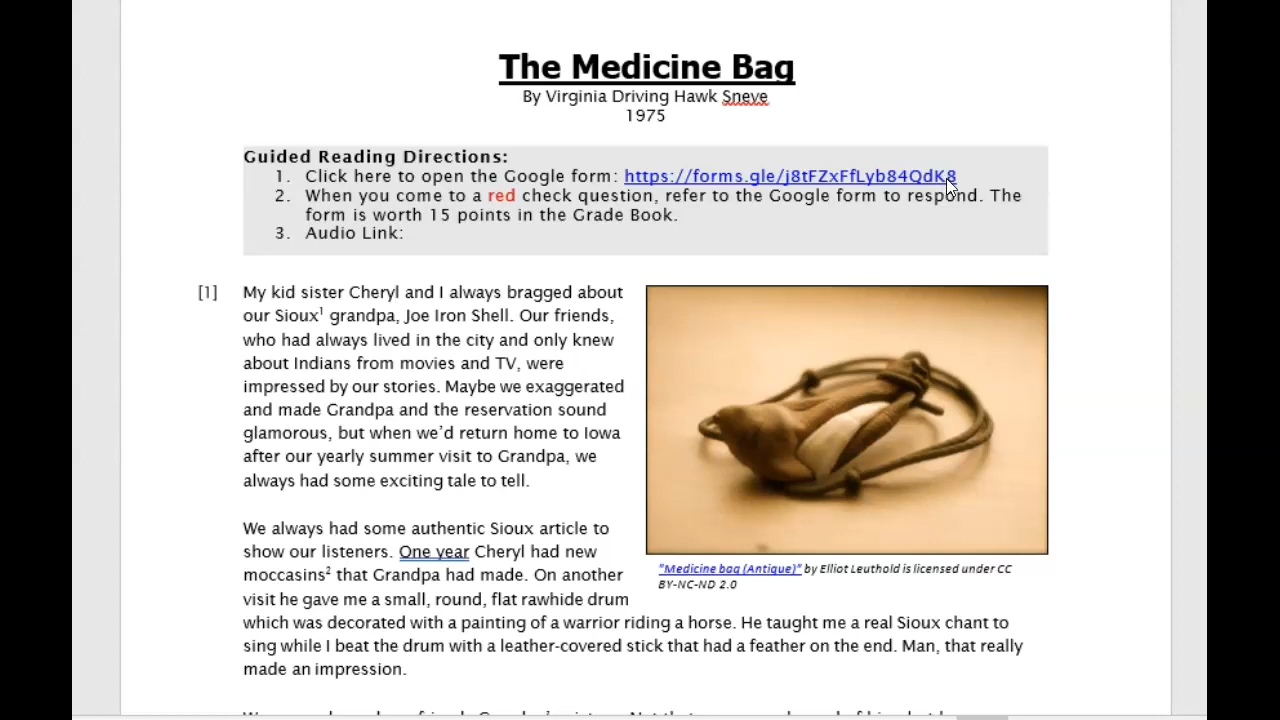 The Medicine Bag
By Virginia Driving Hawk Sneve
1975
Guided Reading Directions:
1. Click here to open the Google form: https://forms.gle/j8tFZxFfLyb84QdK8
2. When you come to a red check question, refer to the Google form to respond. The
form is worth 15 points in the Grade Book.
3. Audio Link:
[1] My kid sister Cheryl and I always bragged about
our Sioux¹ grandpa, Joe Iron Shell. Our friends,
who had always lived in the city and only knew
about Indians from movies and TV, were
impressed by our stories. Maybe we exaggerated
and made Grandpa and the reservation sound
glamorous, but when we’d return home to Iowa
after our yearly summer visit to Grandpa, we
always had some exciting tale to tell.
We always had some authentic Sioux article to
show our listeners. One year Cheryl had new
moccasins² that Grandpa had made. On another
visit he gave me a small, round, flat rawhide drum
which was decorated with a painting of a warrior riding a horse. He taught me a real Sioux chant to
sing while I beat the drum with a leather-covered stick that had a feather on the end. Man, that really
made an impression.
"Medicine bag (Antique)" by Elliot Leuthold is licensed under CC
BY-NC-ND 2.0